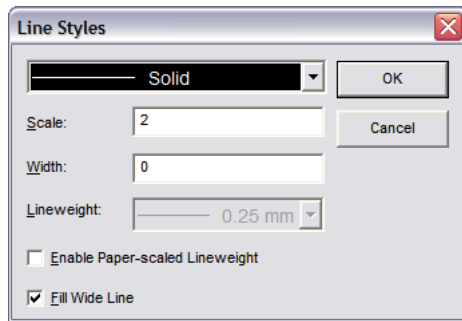 Line Styles
Solid
OK
Scale:
2
Cancel
Width:
0
Lineweight:
0.25 mm
Enable Paper-scaled Lineweight
Fill Wide Line